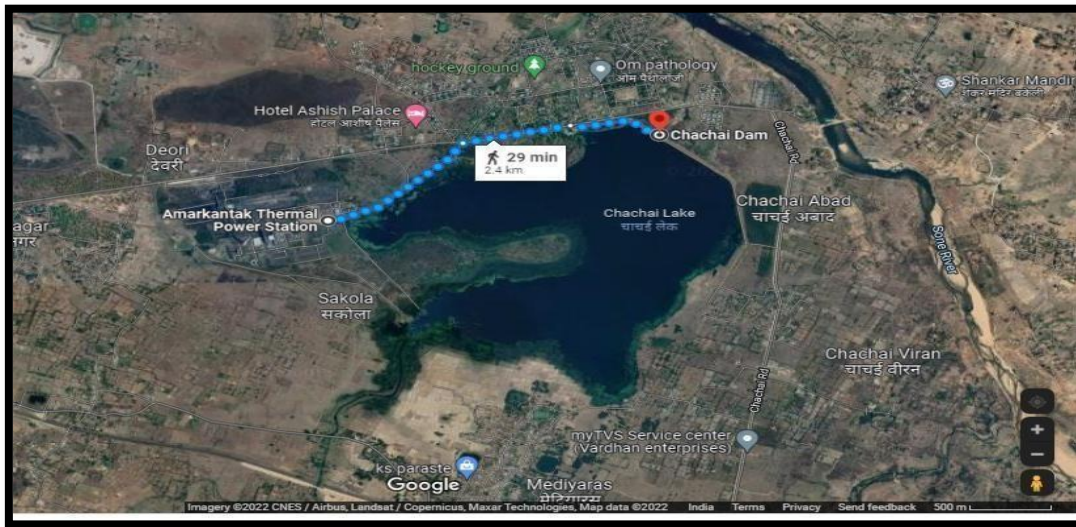 hockey ground
Om pathology
ओम पैथोलॉजी
Shankar Mandir
Hotel Ashish Palace
होटल आशीष पैलेस
Chachai Dam
Chachai Rd
Deori
देवरी
29 min
2.4 km
Amarkantak Thermal
Power Station
Chachai Lake
चाचई लेक
Chachai Abad
चाचई अबाद
agar
नगर
Sone River
Sakola
सकोला
Chachai Viran
चाचई वीरन
Chachai Rd
myTVS Service center
(Vardhan enterprises)
ks paraste
Google
Mediyaras
Imagery ©2022 CNES / Airbus, Landsat / Copernicus, Maxar Technologies, Map data ©2022 India Terms Privacy Send feedback 500 m